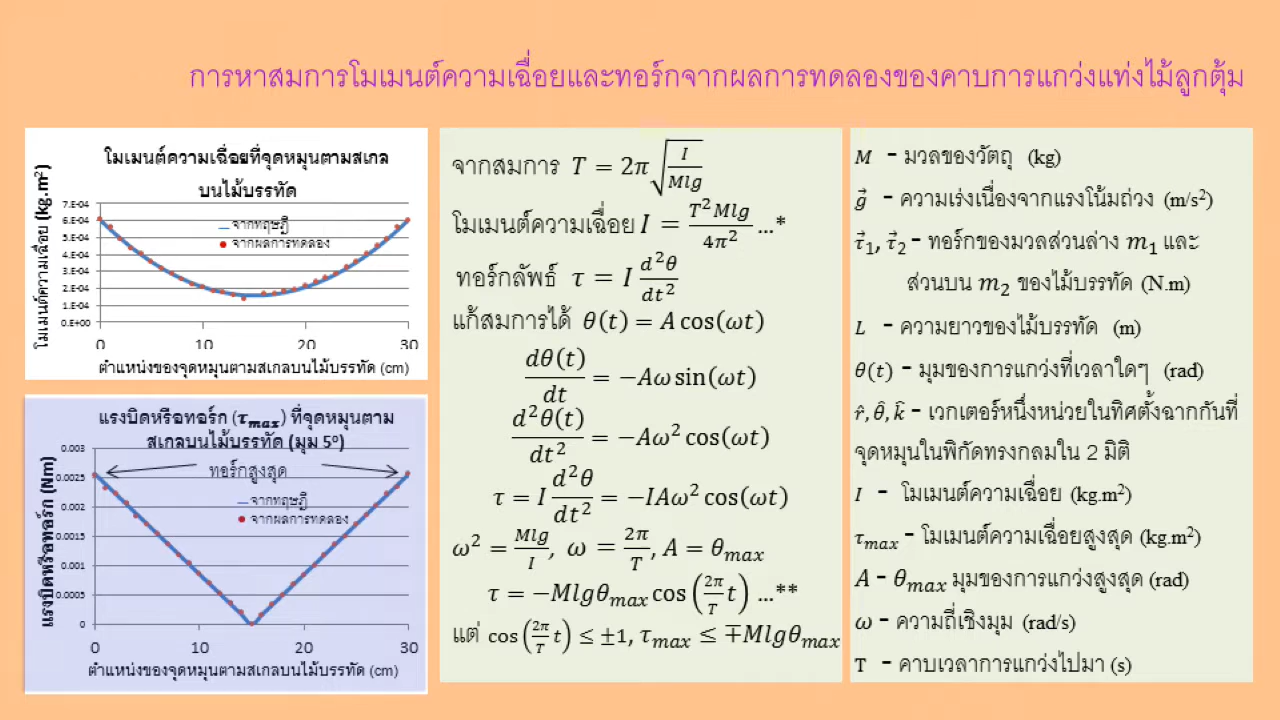 การหาสมการโมเมนต์ความเฉื่อยและทอร์กจากผลการทดลองของคาบการแกว่งแท่งไม้ลูกตุ้ม
โมเมนต์ความเฉื่อยที่จุดหมุนตามสเกล
บนไม้บรรทัด
โมเมนต์ความเฉื่อย (kg.m²)
7.E-04
6.E-04
5.E-04
4.E-04
3.E-04
2.E-04
1.E-04
0.E+00
จากทฤษฎี
จากผลการทดลอง
0 10 20 30
ตำแหน่งของจุดหมุนตามสเกลบนไม้บรรทัด (cm)
แรงบิดหรือทอร์ก (τ_max) ที่จุดหมุนตาม
สเกลบนไม้บรรทัด (มุม 5º)
แรงบิดหรือทอร์ก (Nm)
0.003
0.0025
0.002
0.0015
0.001
0.0005
0
ทอร์กสูงสุด
จากทฤษฎี
จากผลการทดลอง
0 10 20 30
ตำแหน่งของจุดหมุนตามสเกลบนไม้บรรทัด (cm)
จากสมการ T = 2π√(I/Mlg)
โมเมนต์ความเฉื่อย I = T²Mlg/4π² ...*
ทอร์กลัพธ์ τ = I d²θ/dt²
แก้สมการได้ θ(t) = A cos(ωt)
dθ(t)/dt = −Aω sin(ωt)
d²θ(t)/dt² = −Aω² cos(ωt)
τ = I d²θ/dt² = −IAω² cos(ωt)
ω² = Mlg/I, ω = 2π/T, A = θ_max
τ = −Mlgθ_max cos(2π/T t) ...**
แต่ cos(2π/T t) ≤ ±1, τ_max ≤ ∓Mlgθ_max
M - มวลของวัตถุ (kg)
g⃗ - ความเร่งเนื่องจากแรงโน้มถ่วง (m/s²)
τ⃗₁, τ⃗₂ - ทอร์กของมวลส่วนล่าง m₁ และ
ส่วนบน m₂ ของไม้บรรทัด (N.m)
L - ความยาวของไม้บรรทัด (m)
θ(t) - มุมของการแกว่งที่เวลาใดๆ (rad)
r̂, θ̂, k̂ - เวกเตอร์หนึ่งหน่วยในทิศตั้งฉากกันที่
จุดหมุนในพิกัดทรงกลมใน 2 มิติ
I - โมเมนต์ความเฉื่อย (kg.m²)
τ_max - โมเมนต์ความเฉื่อยสูงสุด (kg.m²)
A - θ_max มุมของการแกว่งสูงสุด (rad)
ω - ความถี่เชิงมุม (rad/s)
T - คาบเวลาการแกว่งไปมา (s)